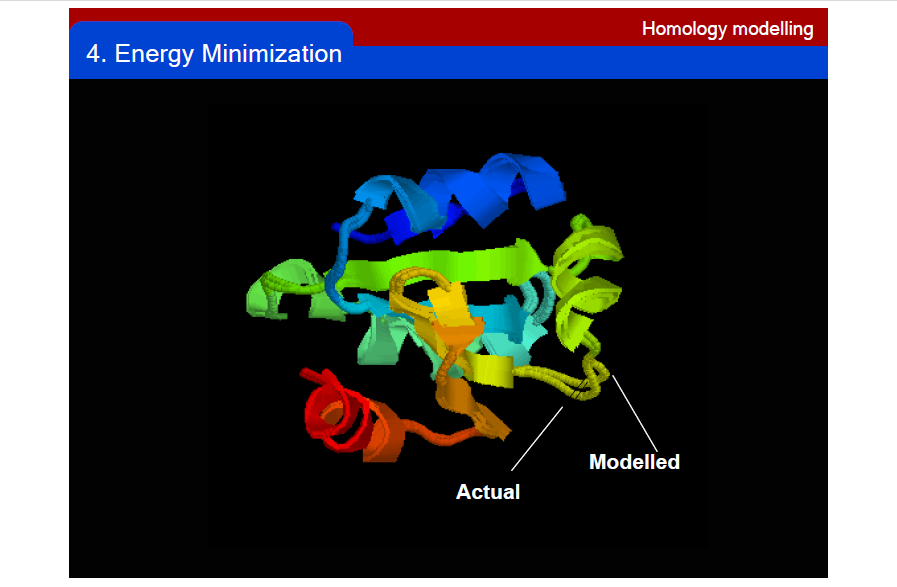 Homology modelling
4. Energy Minimization
Modelled
Actual